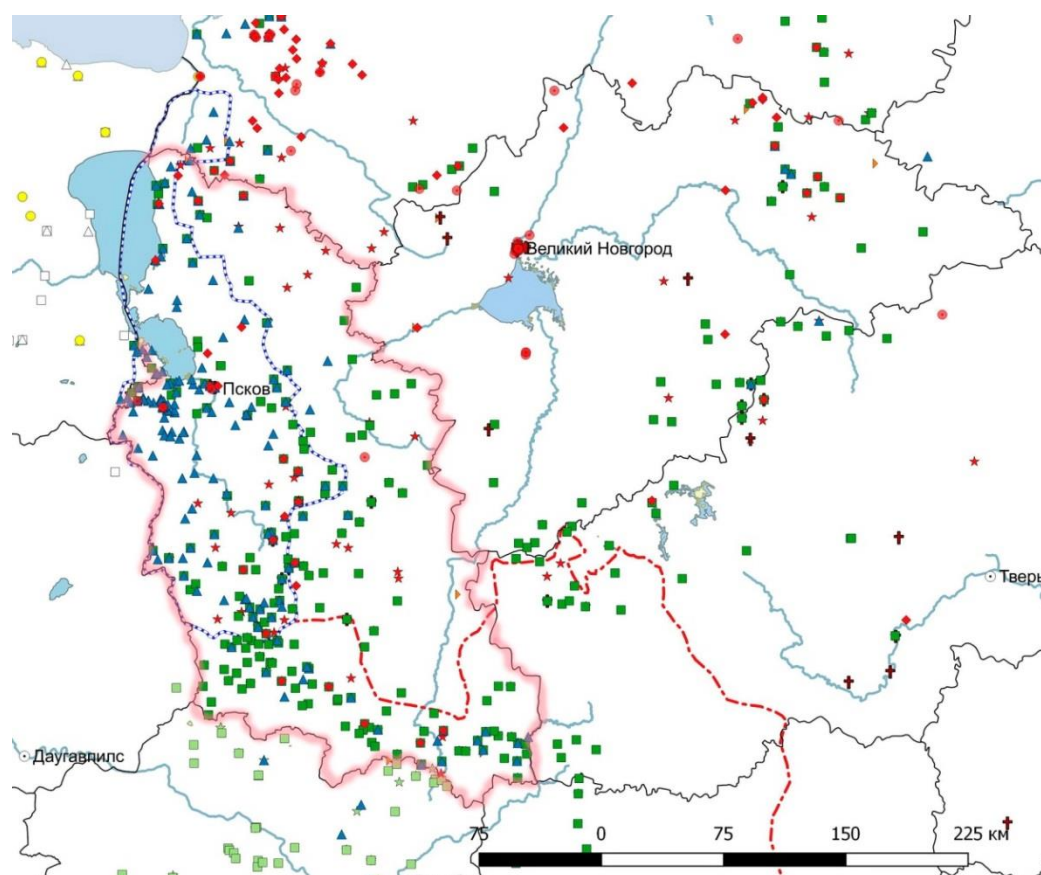 Великий Новгород
Псков
Тверь
Даугавпилс
75 0 75 150 225 км